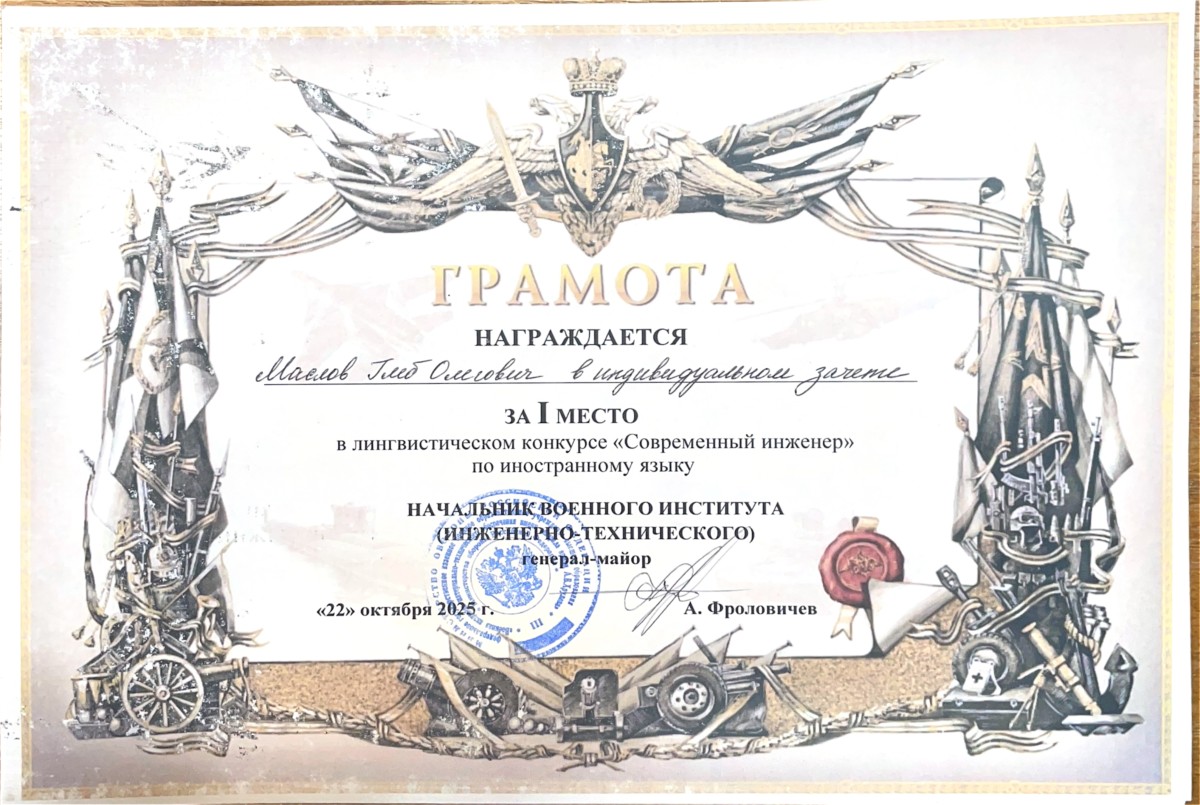 ГРАМОТА
НАГРАЖДАЕТСЯ
Маслов Глеб Олегович в индивидуальном зачете
ЗА I МЕСТО
в лингвистическом конкурсе «Современный инженер»
по иностранному языку
НАЧАЛЬНИК ВОЕННОГО ИНСТИТУТА
(ИНЖЕНЕРНО-ТЕХНИЧЕСКОГО)
генерал-майор
«22» октября 2025 г.
А. Фроловичев